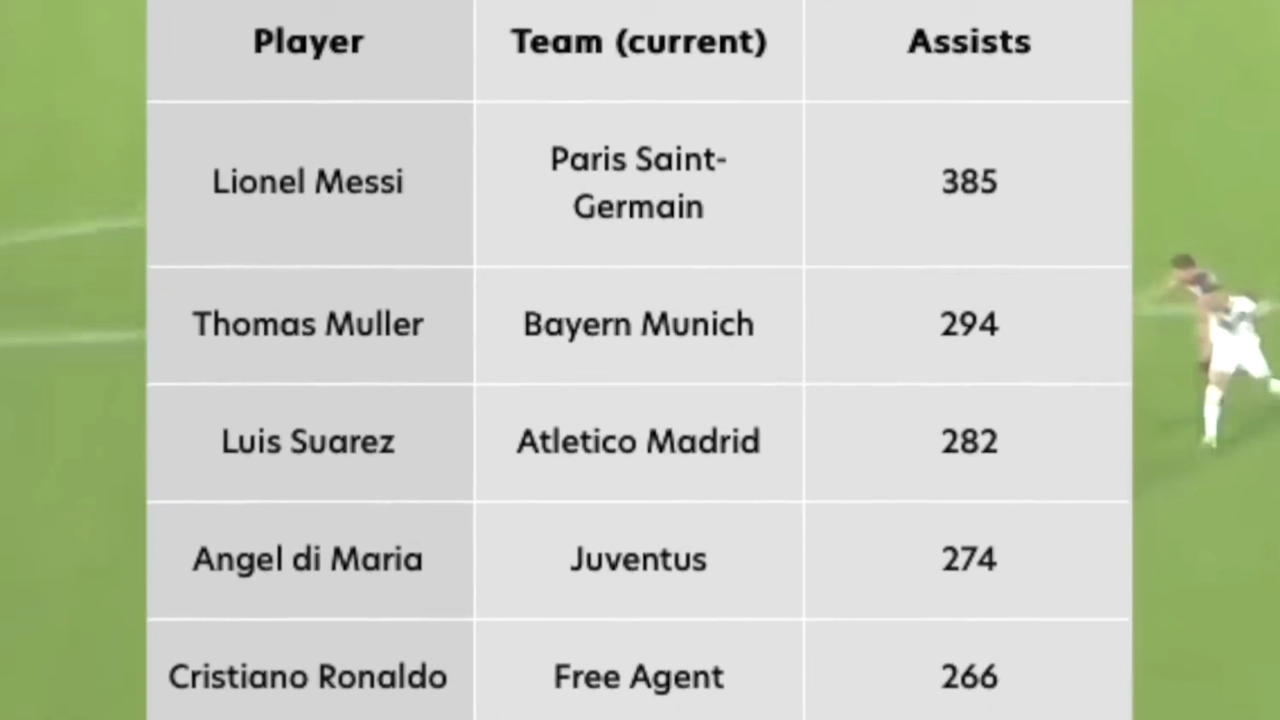 Player Team (current) Assists
Lionel Messi Paris Saint-
Germain 385
Thomas Muller Bayern Munich 294
Luis Suarez Atletico Madrid 282
Angel di Maria Juventus 274
Cristiano Ronaldo Free Agent 266